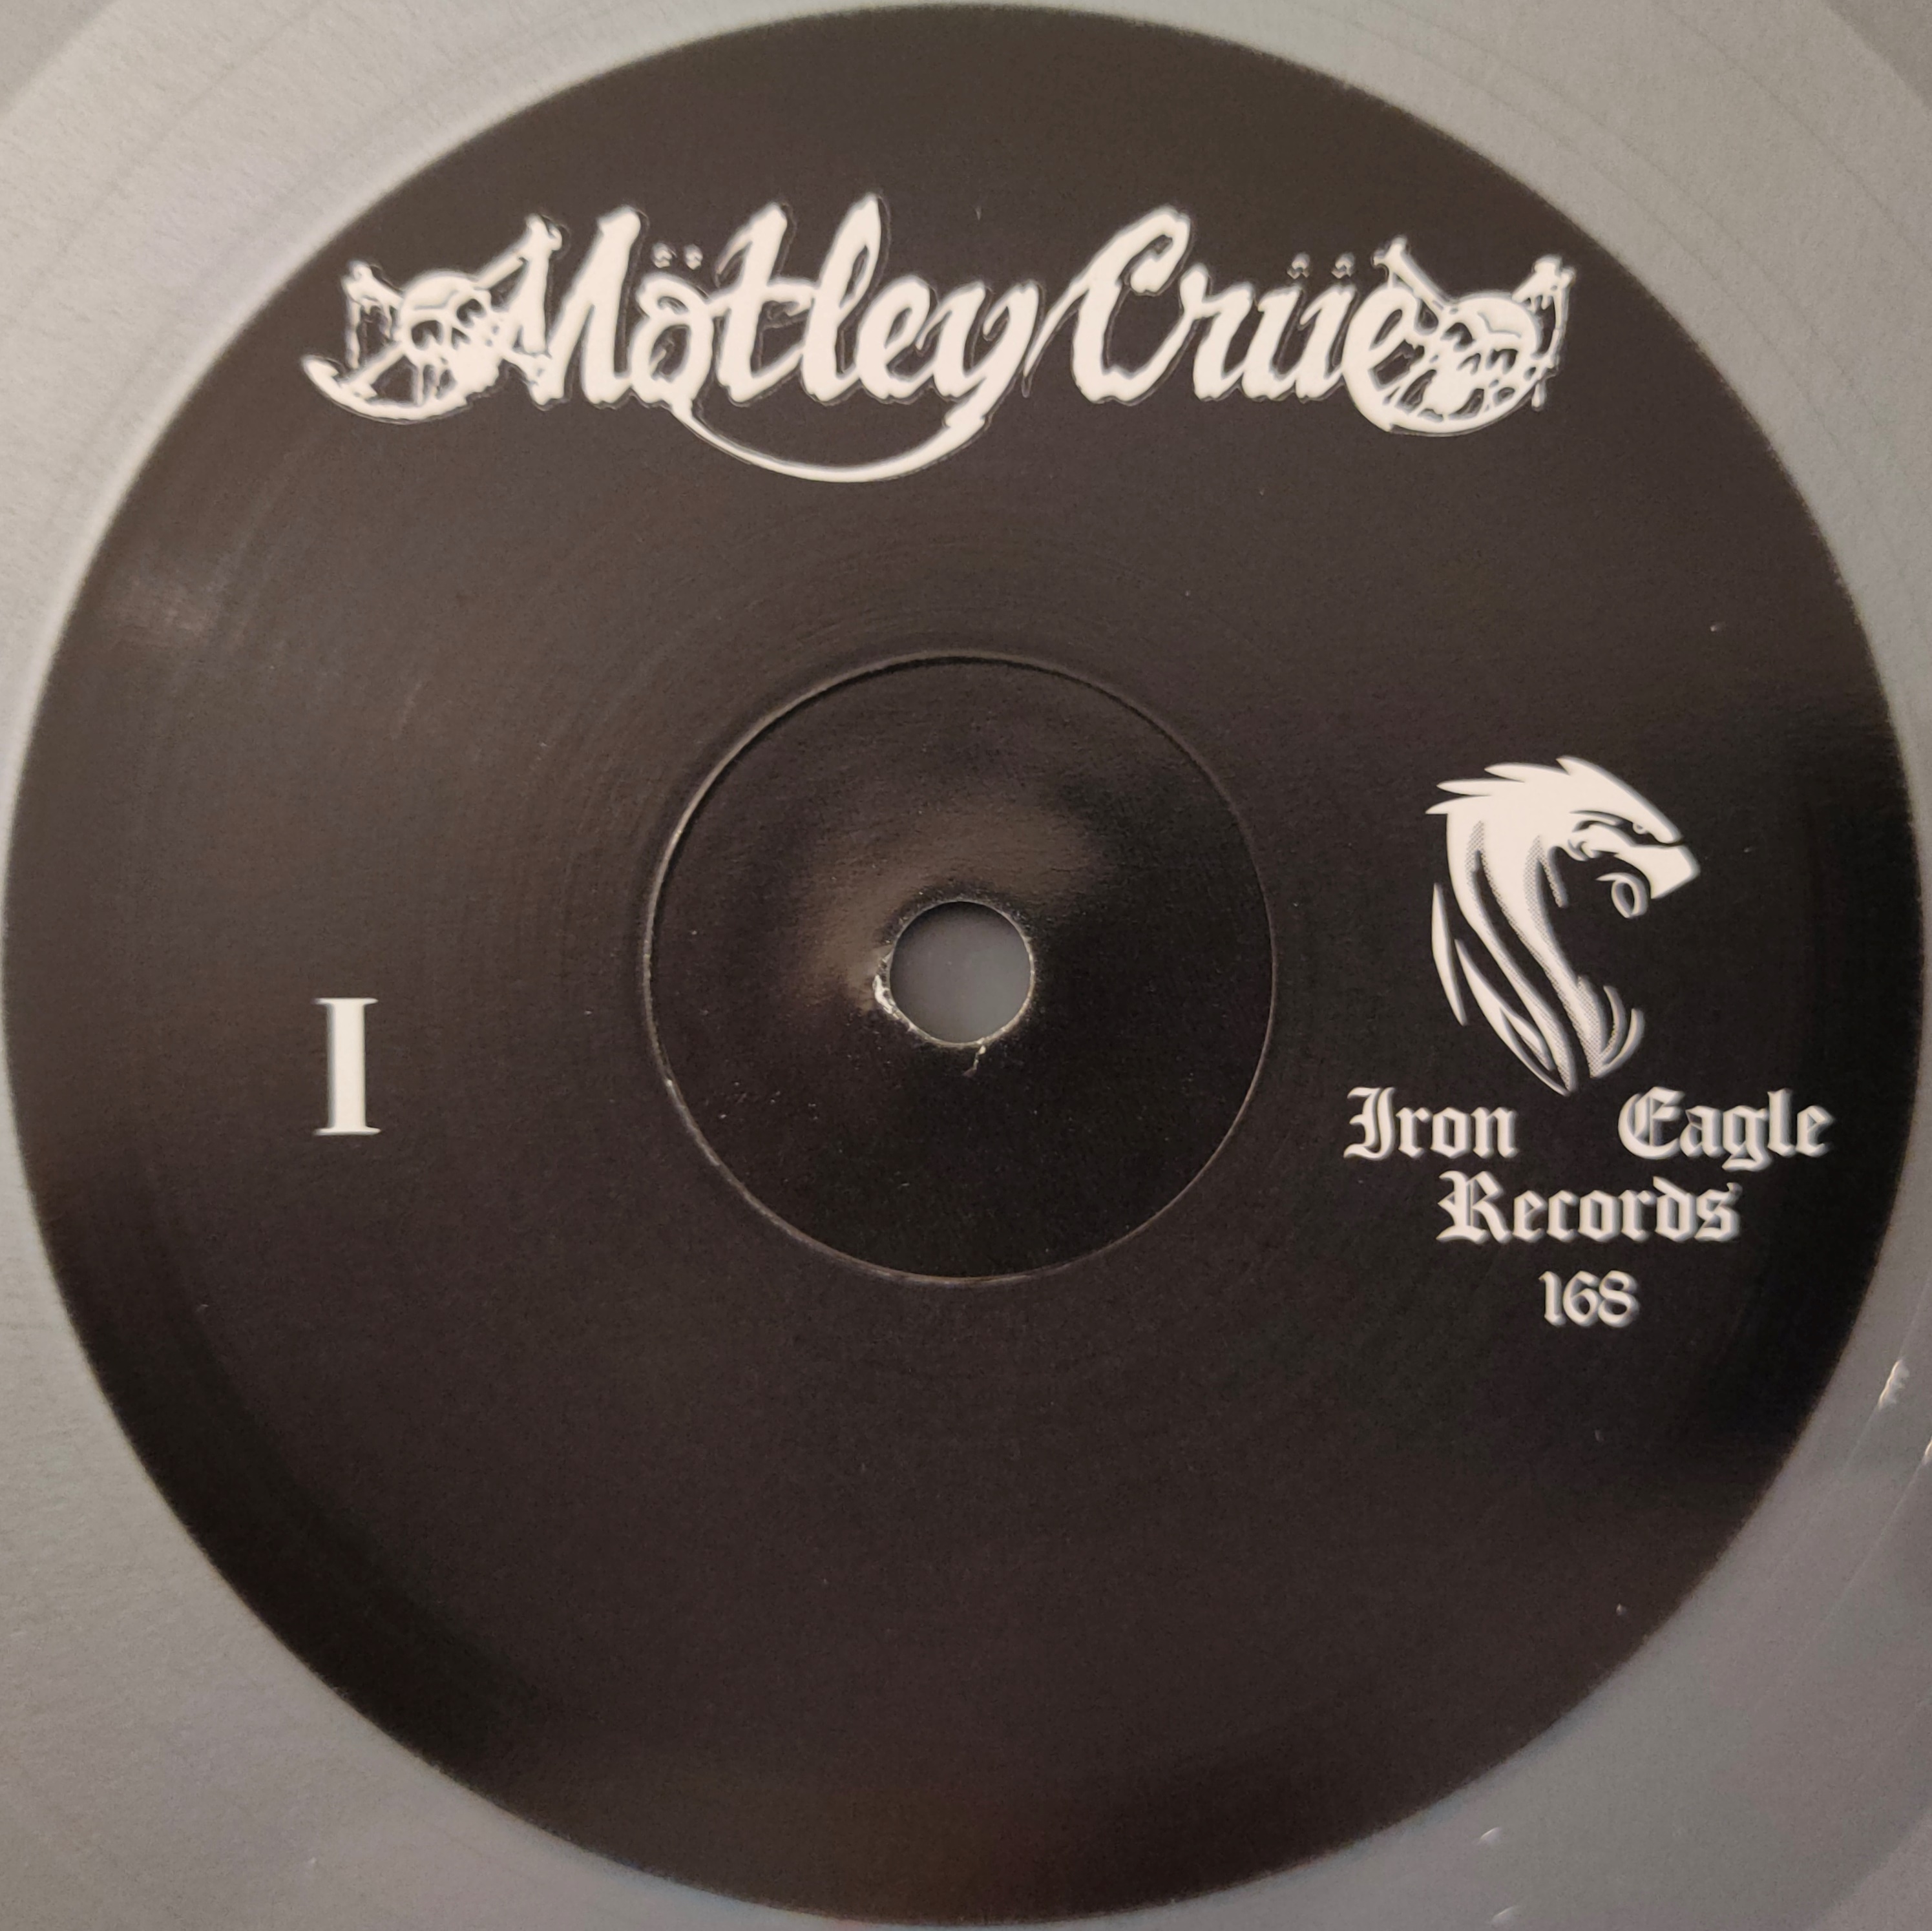 Mötley Crüe
I
Iron Eagle
Records
168